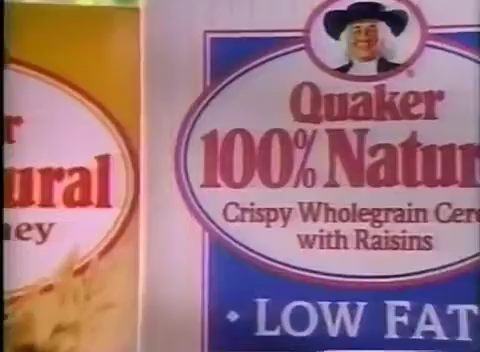 r
ural
ney
Quaker
100% Natur
Crispy Wholegrain Cere
with Raisins
• LOW FAT